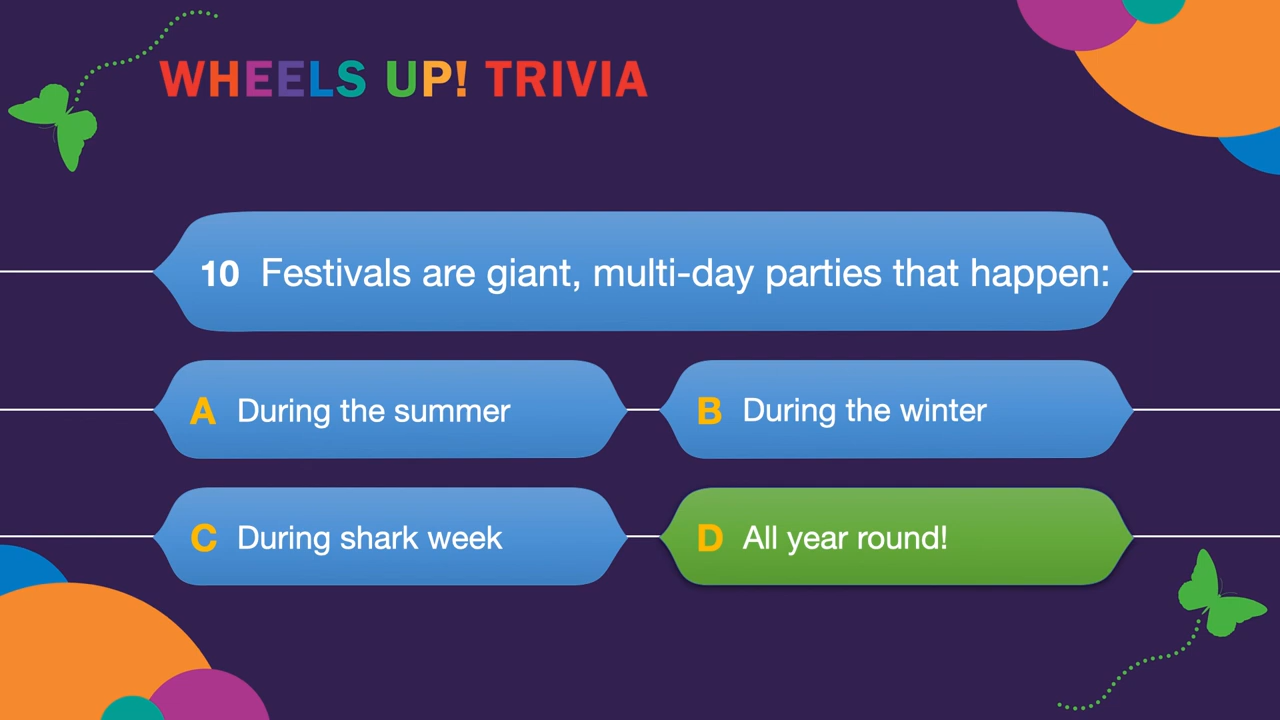 WHEELS UP! TRIVIA
10 Festivals are giant, multi-day parties that happen:
A During the summer
B During the winter
C During shark week
D All year round!